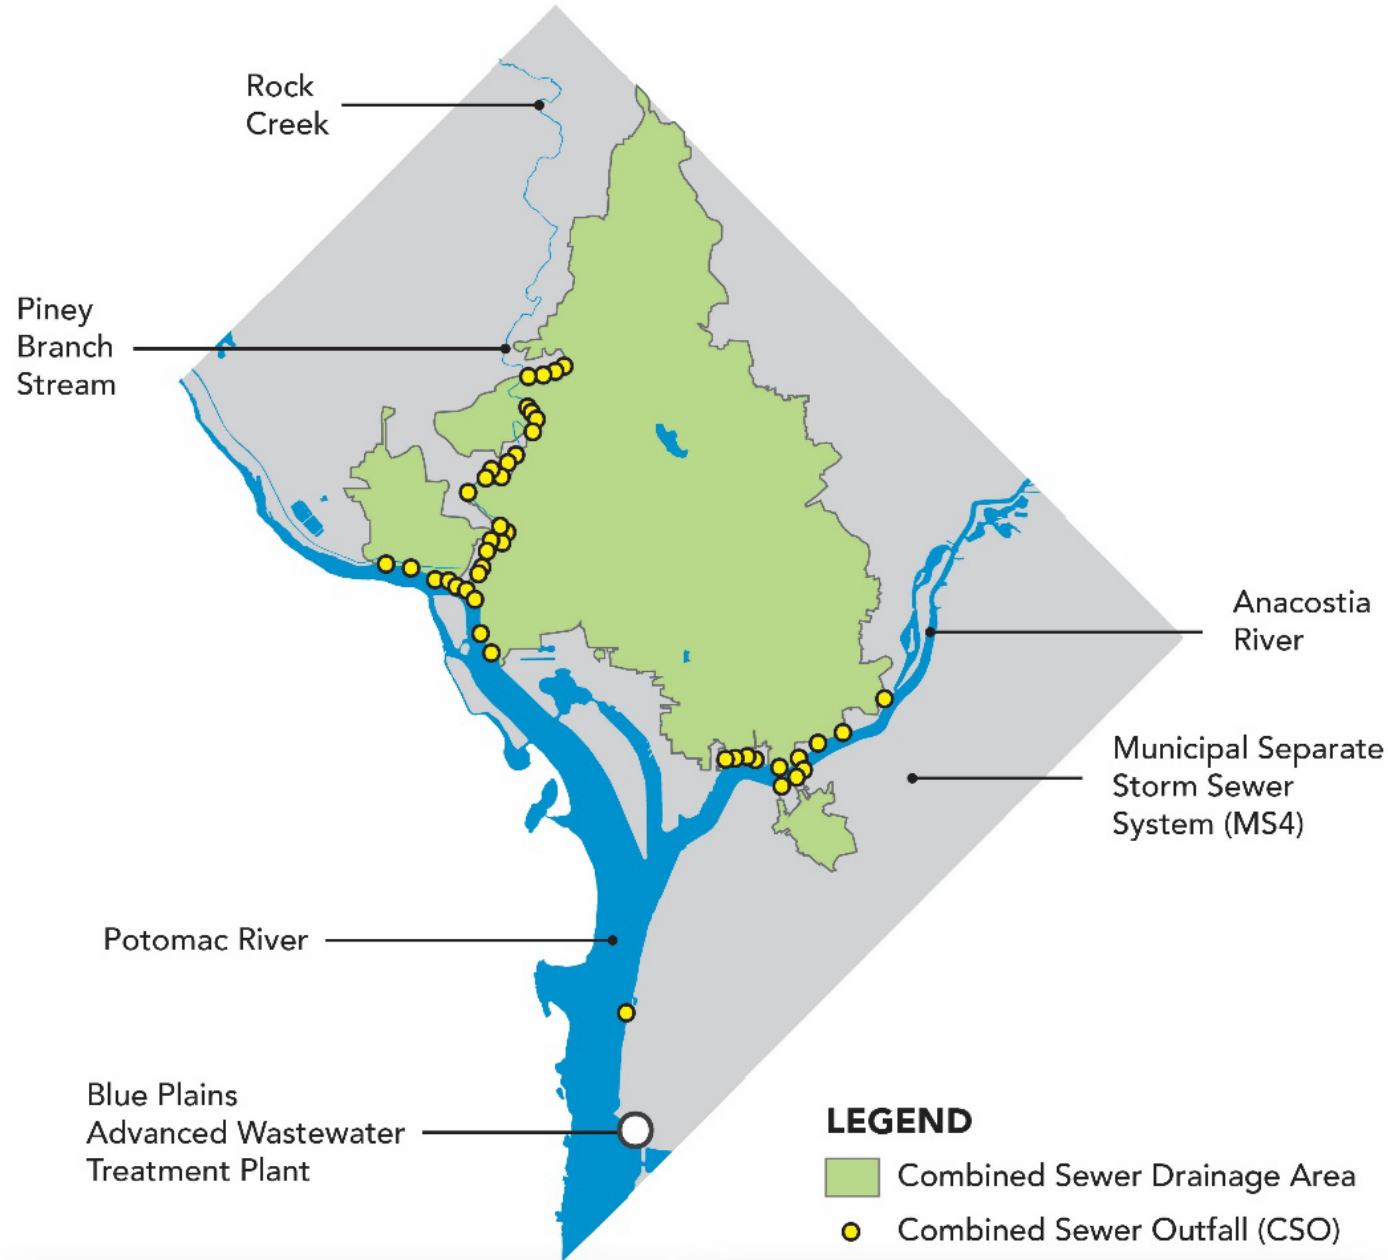 Rock
Creek
Piney
Branch
Stream
Anacostia
River
Municipal Separate
Storm Sewer
System (MS4)
Potomac River
Blue Plains
Advanced Wastewater
Treatment Plant
LEGEND
Combined Sewer Drainage Area
Combined Sewer Outfall (CSO)